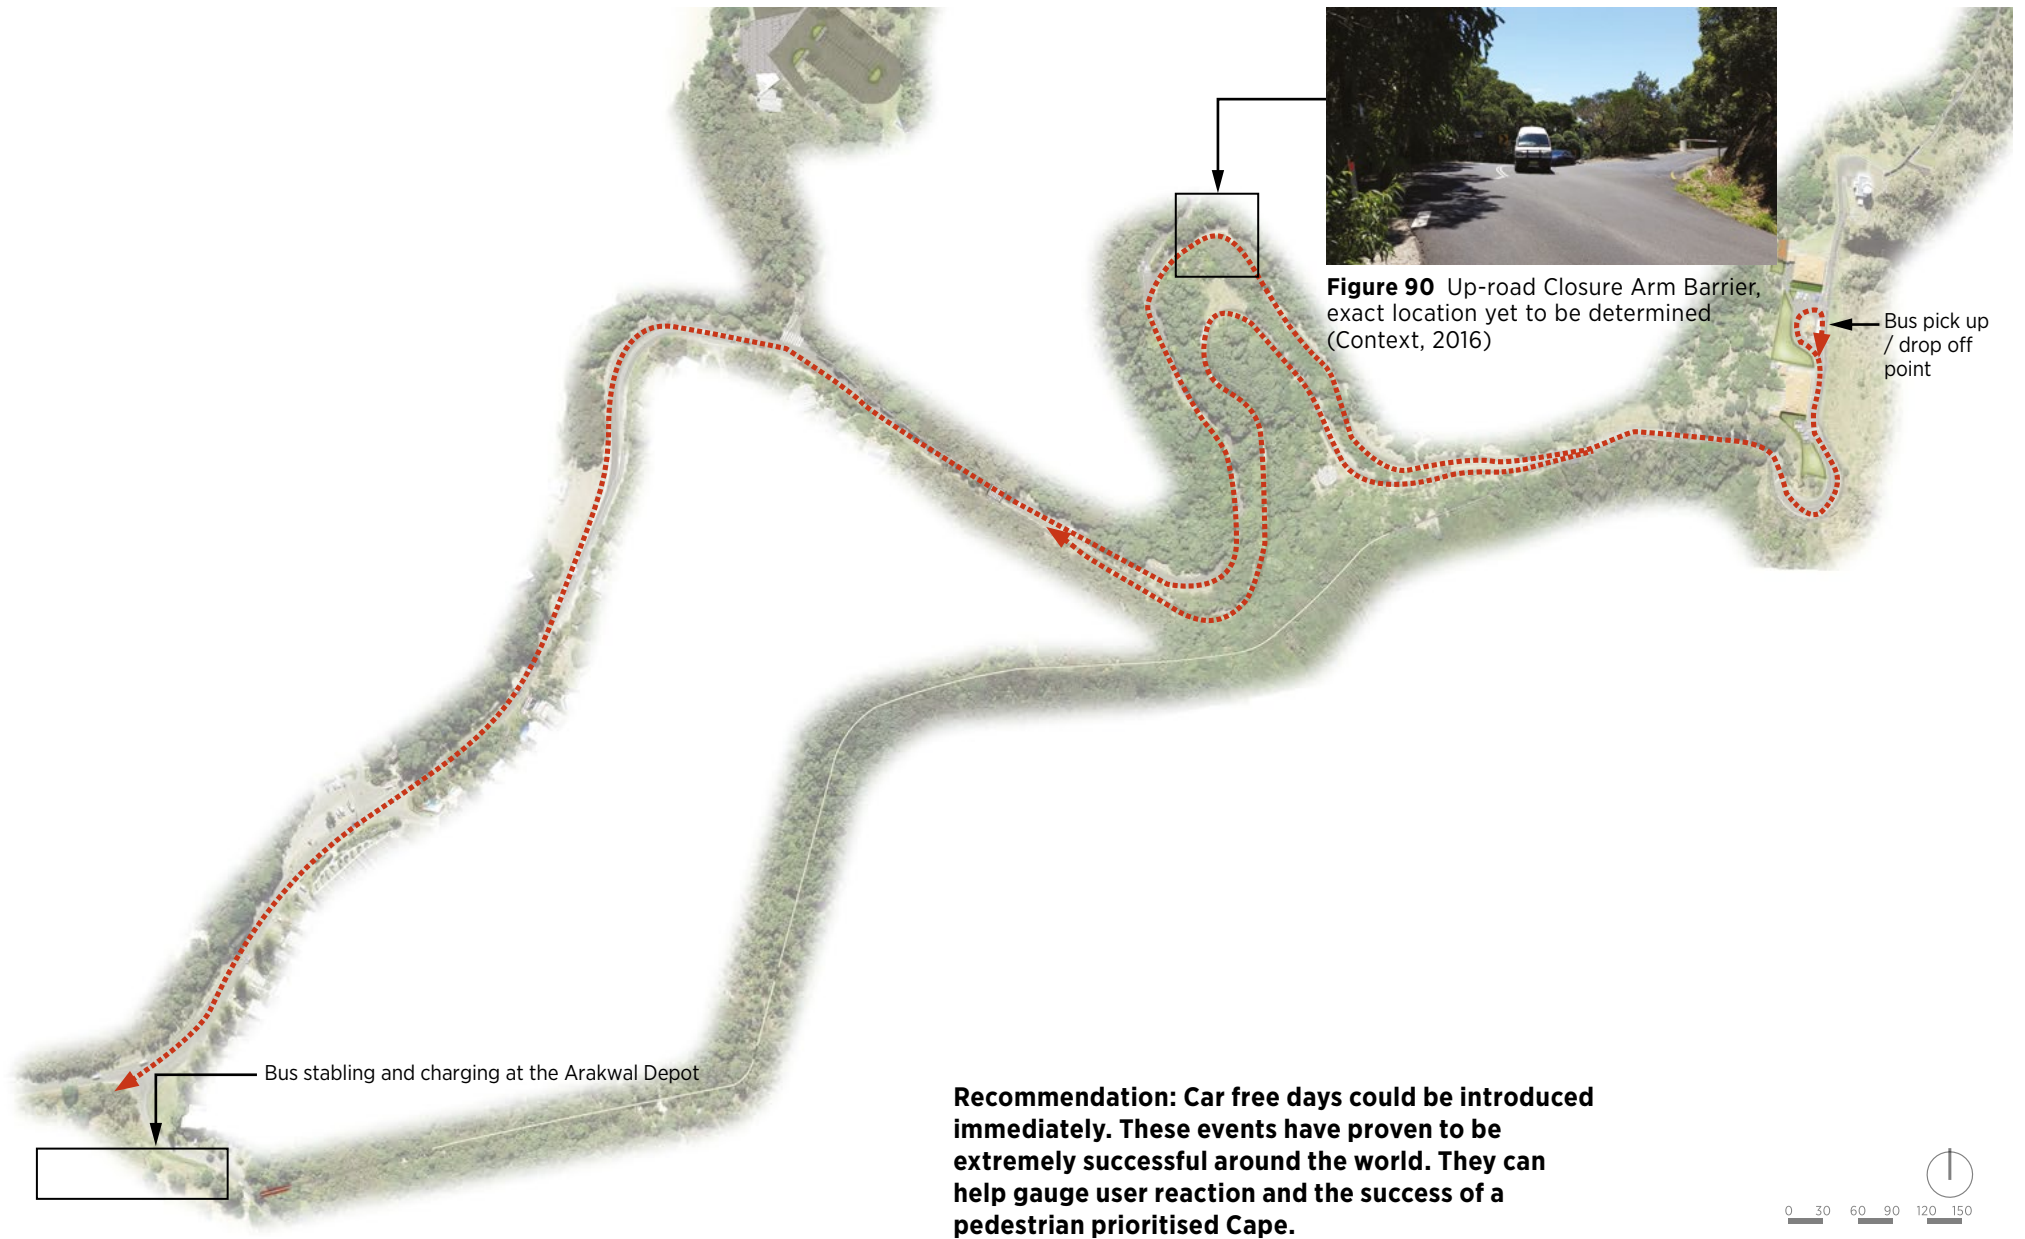 Figure 90 Up-road Closure Arm Barrier,
exact location yet to be determined
(Context, 2016)
Bus pick up
/ drop off
point
Bus stabling and charging at the Arakwal Depot
Recommendation: Car free days could be introduced
immediately. These events have proven to be
extremely successful around the world. They can
help gauge user reaction and the success of a
pedestrian prioritised Cape.
0 30 60 90 120 150